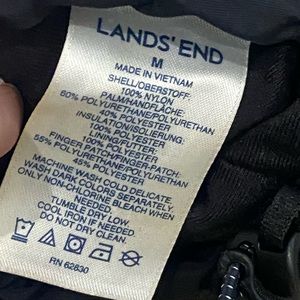 LANDS' END
M
MADE IN VIETNAM
SHELL/OBERSTOFF:
100% NYLON
PALM/HANDFLÄCHE:
60% POLYURETHANE/POLYURETHAN
40% POLYESTER
INSULATION/ISOLIERUNG:
100% POLYESTER
LINING/FUTTER:
100% POLYESTER
FINGER PATCH/FINGERPATCH:
55% POLYURETHANE/POLYURETHAN
45% POLYESTER
MACHINE WASH COLD DELICATE.
WASH DARK COLORS SEPARATELY.
ONLY NON-CHLORINE BLEACH WHEN
NEEDED.
TUMBLE DRY LOW.
COOL IRON IF NEEDED.
DO NOT DRY CLEAN.
RN 62830